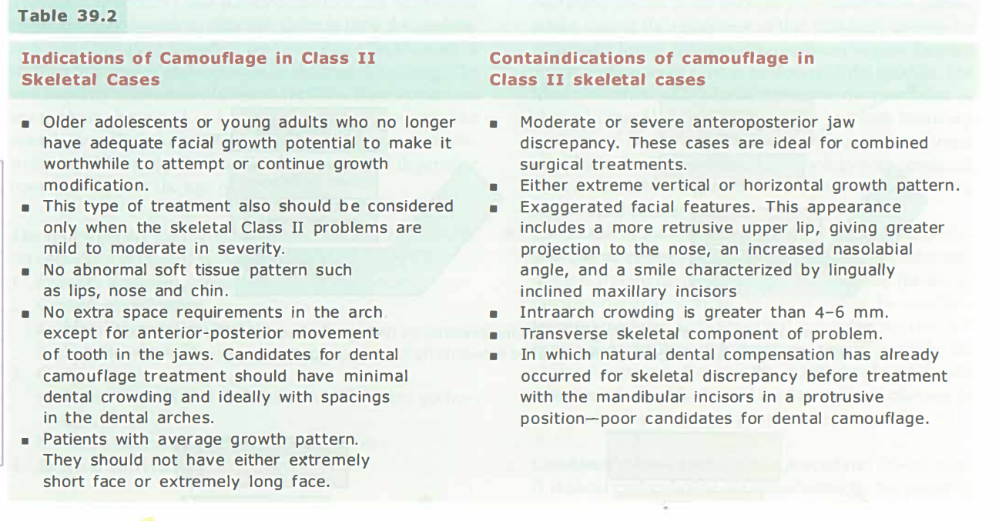 Table 39.2
Indications of Camouflage in Class II
Skeletal Cases
■ Older adolescents or young adults who no longer
have adequate facial growth potential to make it
worthwhile to attempt or continue growth
modification.
■ This type of treatment also should be considered
only when the skeletal Class II problems are
mild to moderate in severity.
■ No abnormal soft tissue pattern such
as lips, nose and chin.
■ No extra space requirements in the arch
except for anterior-posterior movement
of tooth in the jaws. Candidates for dental
camouflage treatment should have minimal
dental crowding and ideally with spacings
in the dental arches.
■ Patients with average growth pattern.
They should not have either extremely
short face or extremely long face.
Containdications of camouflage in
Class II skeletal cases
■ Moderate or severe anteroposterior jaw
discrepancy. These cases are ideal for combined
surgical treatments.
■ Either extreme vertical or horizontal growth pattern.
■ Exaggerated facial features. This appearance
includes a more retrusive upper lip, giving greater
projection to the nose, an increased nasolabial
angle, and a smile characterized by lingually
inclined maxillary incisors
■ Intraarch crowding is greater than 4–6 mm.
■ Transverse skeletal component of problem.
■ In which natural dental compensation has already
occurred for skeletal discrepancy before treatment
with the mandibular incisors in a protrusive
position—poor candidates for dental camouflage.